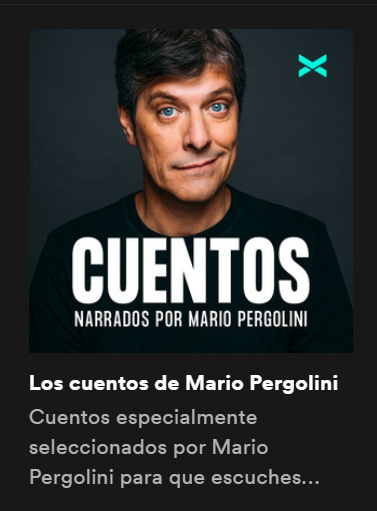 CUENTOS
NARRADOS POR MARIO PERGOLINI
Los cuentos de Mario Pergolini
Cuentos especialmente
seleccionados por Mario
Pergolini para que escuches...